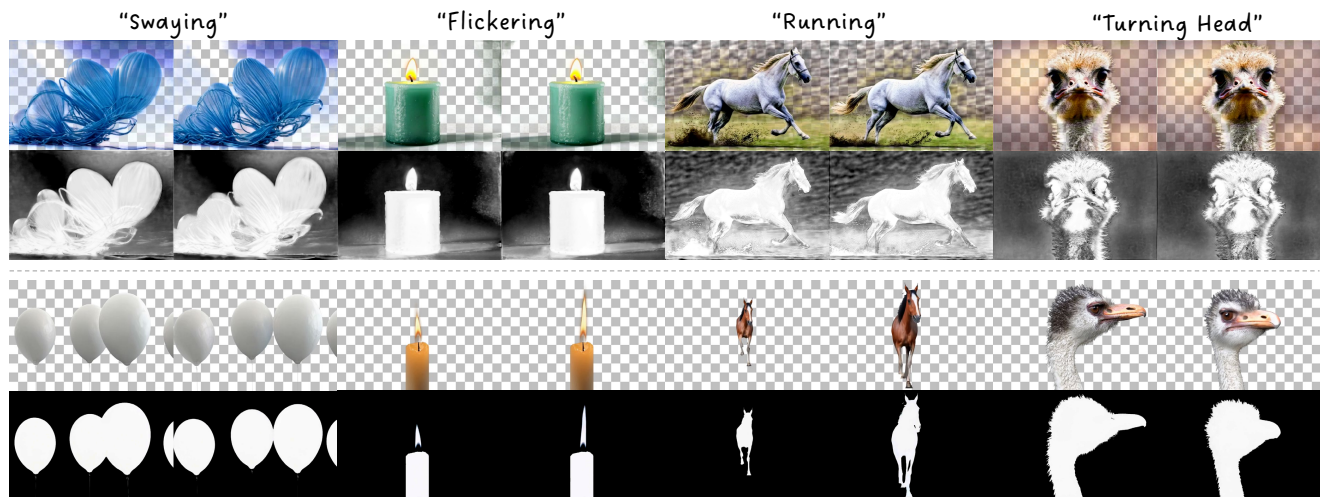 “Swaying”
“Flickering”
“Running”
“Turning Head”